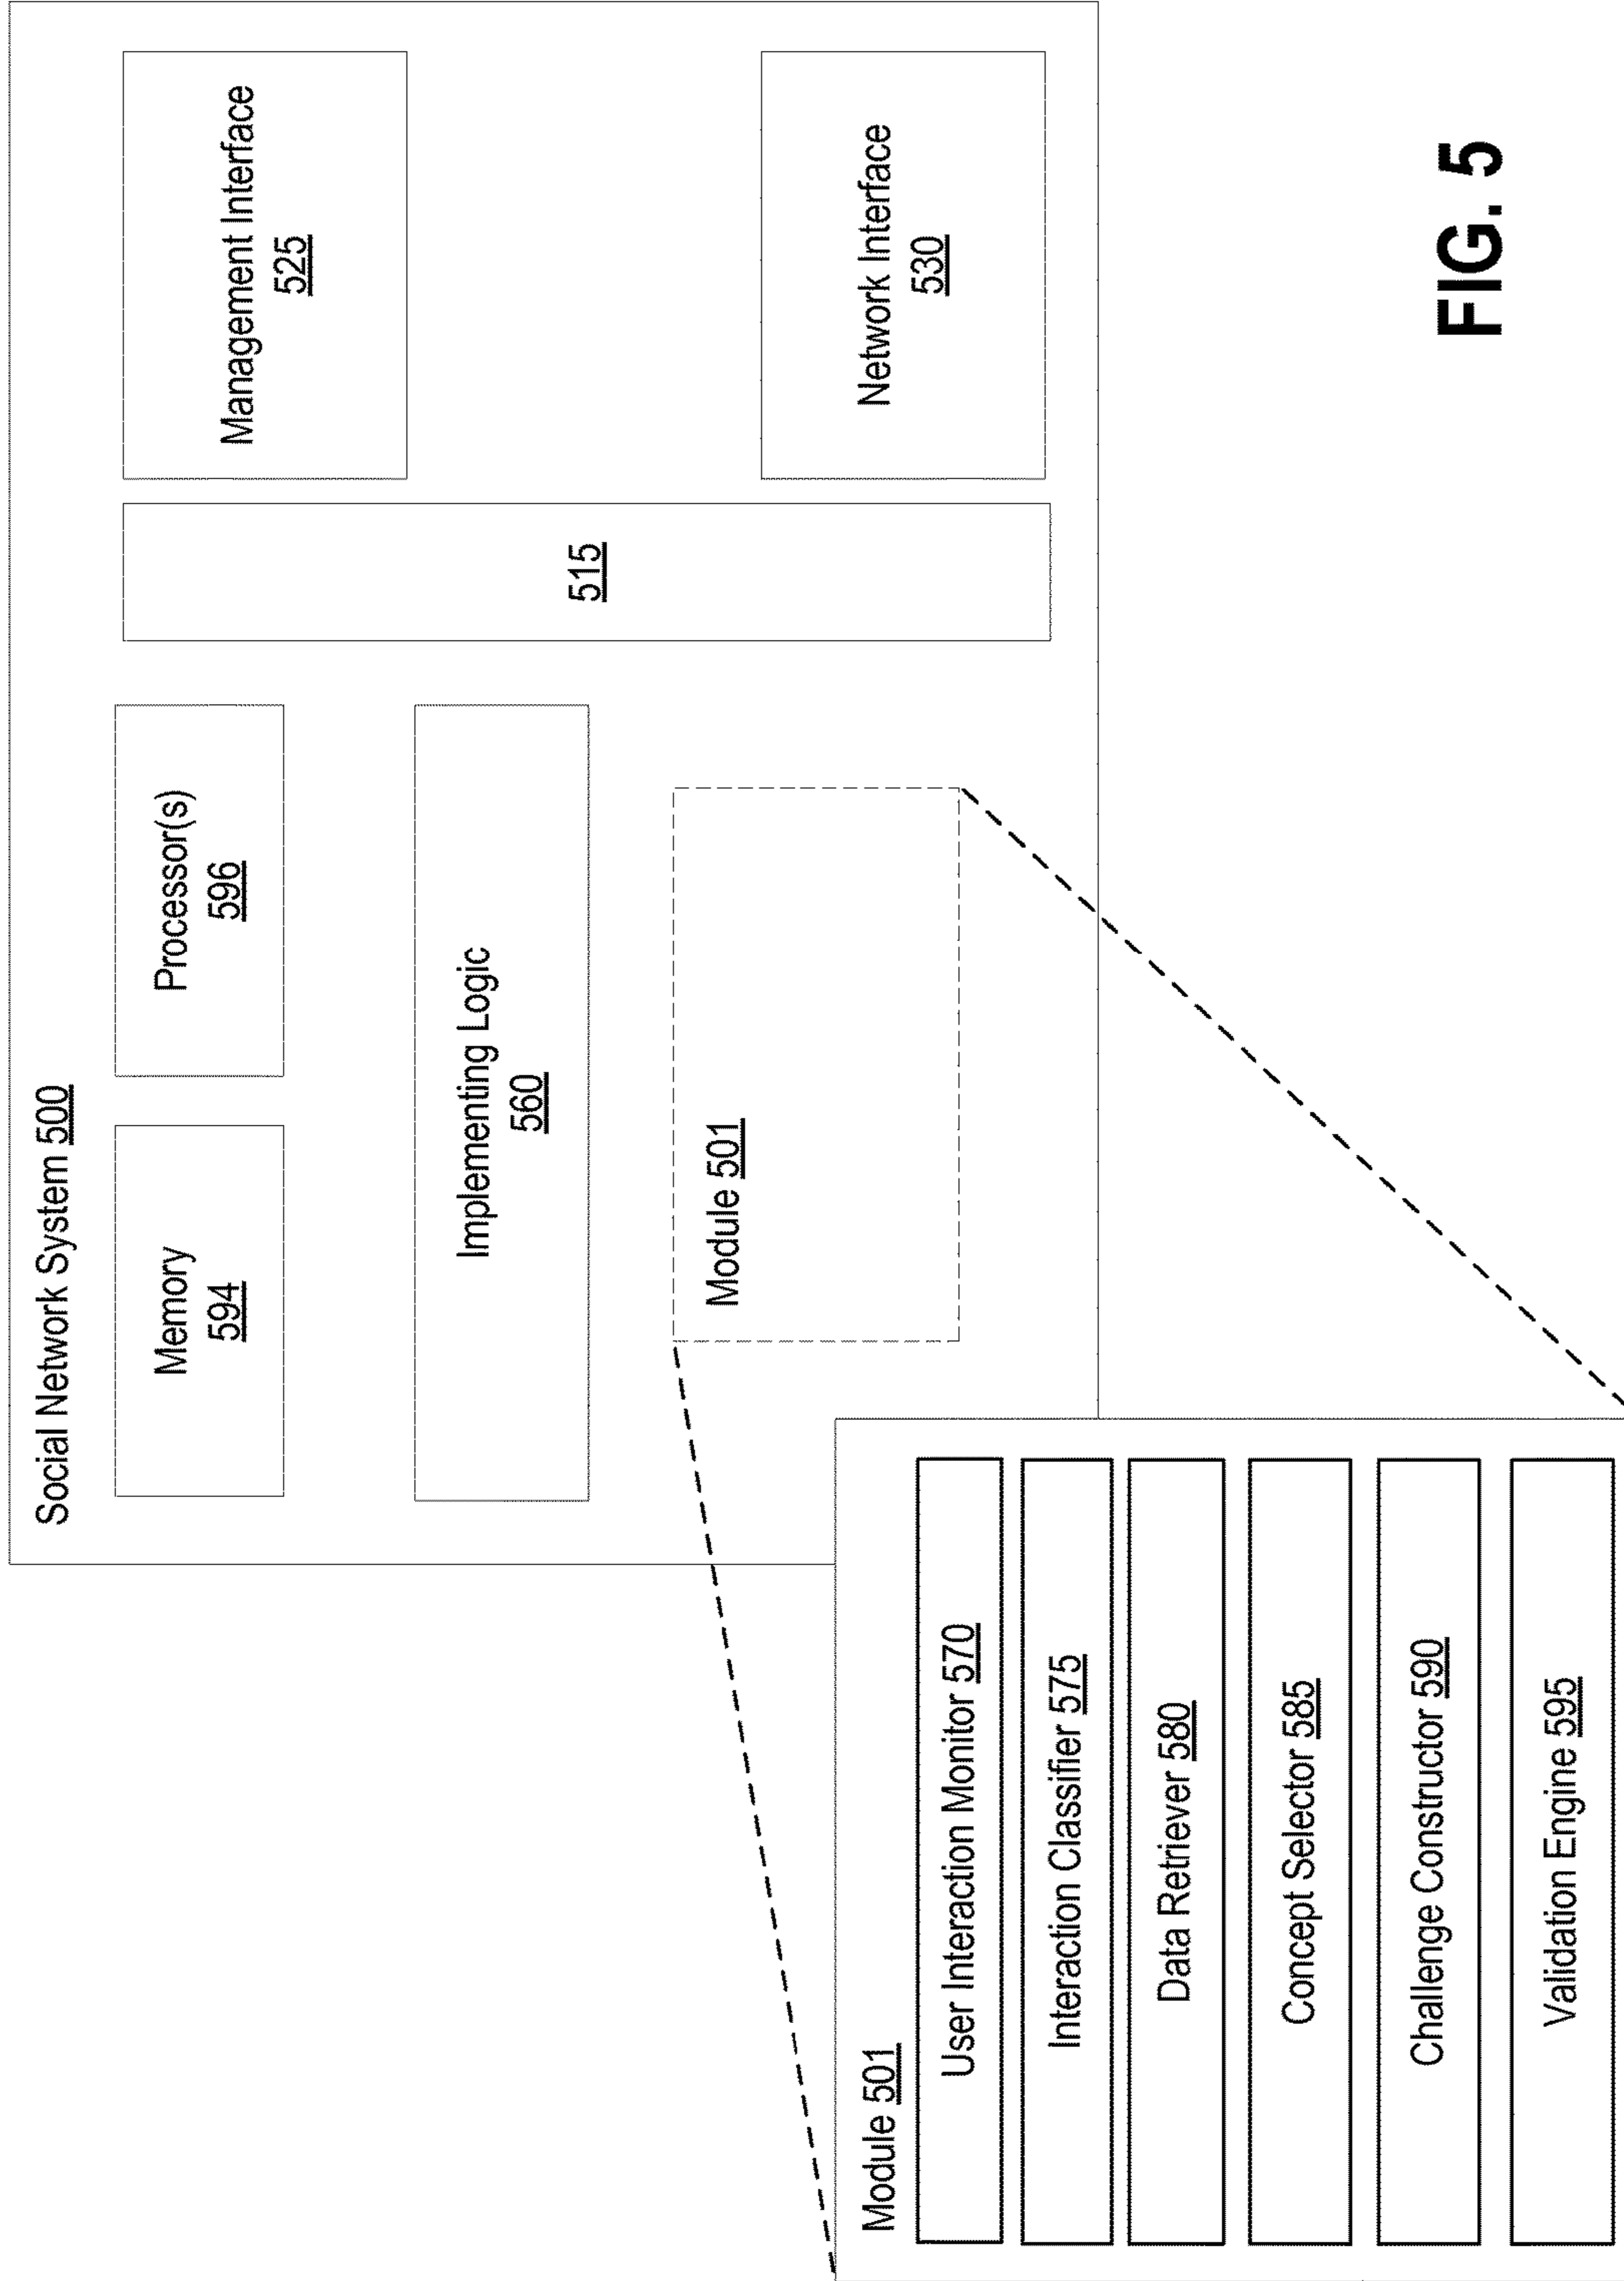 Social Network System 500
Memory
594
Processor(s)
596
Implementing Logic
560
Module 501
515
Management Interface
525
Network Interface
530
Module 501
User Interaction Monitor 570
Interaction Classifier 575
Data Retriever 580
Concept Selector 585
Challenge Constructor 590
Validation Engine 595
FIG. 5